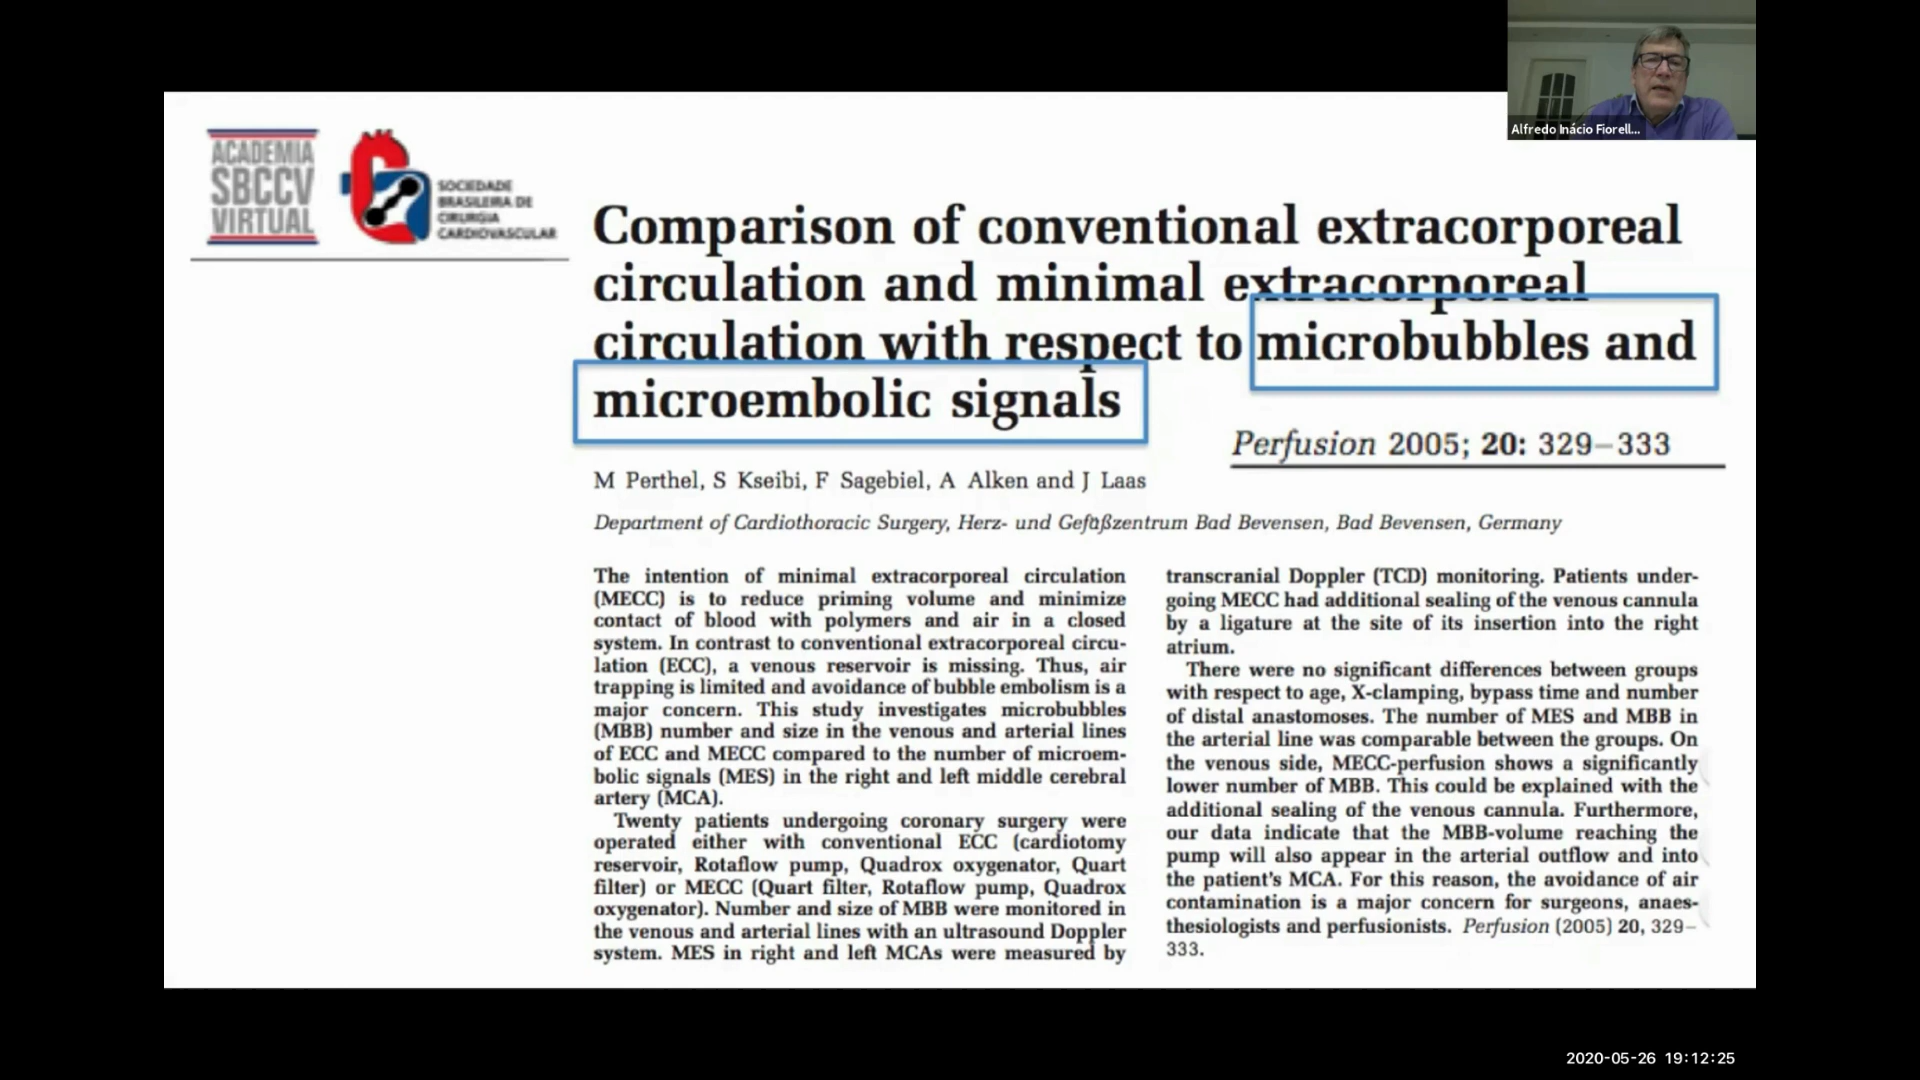 Alfredo Inácio Fiorell...
ACADEMIA
SBCCV
VIRTUAL
SOCIEDADE
BRASILEIRA DE
CIRURGIA
CARDIOVASCULAR
Comparison of conventional extracorporeal
circulation and minimal extracorporeal
circulation with respect to microbubbles and
microembolic signals
Perfusion 2005; 20: 329–333
M Perthel, S Kseibi, F Sagebiel, A Alken and J Laas
Department of Cardiothoracic Surgery, Herz- und Gefäßzentrum Bad Bevensen, Bad Bevensen, Germany
The intention of minimal extracorporeal circulation
(MECC) is to reduce priming volume and minimize
contact of blood with polymers and air in a closed
system. In contrast to conventional extracorporeal circu-
lation (ECC), a venous reservoir is missing. Thus, air
trapping is limited and avoidance of bubble embolism is a
major concern. This study investigates microbubbles
(MBB) number and size in the venous and arterial lines
of ECC and MECC compared to the number of microem-
bolic signals (MES) in the right and left middle cerebral
artery (MCA).
Twenty patients undergoing coronary surgery were
operated either with conventional ECC (cardiotomy
reservoir, Rotaflow pump, Quadrox oxygenator, Quart
filter) or MECC (Quart filter, Rotaflow pump, Quadrox
oxygenator). Number and size of MBB were monitored in
the venous and arterial lines with an ultrasound Doppler
system. MES in right and left MCAs were measured by
transcranial Doppler (TCD) monitoring. Patients under-
going MECC had additional sealing of the venous cannula
by a ligature at the site of its insertion into the right
atrium.
There were no significant differences between groups
with respect to age, X-clamping, bypass time and number
of distal anastomoses. The number of MES and MBB in
the arterial line was comparable between the groups. On
the venous side, MECC-perfusion shows a significantly
lower number of MBB. This could be explained with the
additional sealing of the venous cannula. Furthermore,
our data indicate that the MBB-volume reaching the
pump will also appear in the arterial outflow and into
the patient's MCA. For this reason, the avoidance of air
contamination is a major concern for surgeons, anaes-
thesiologists and perfusionists. Perfusion (2005) 20, 329–
333.
2020-05-26 19:12:25